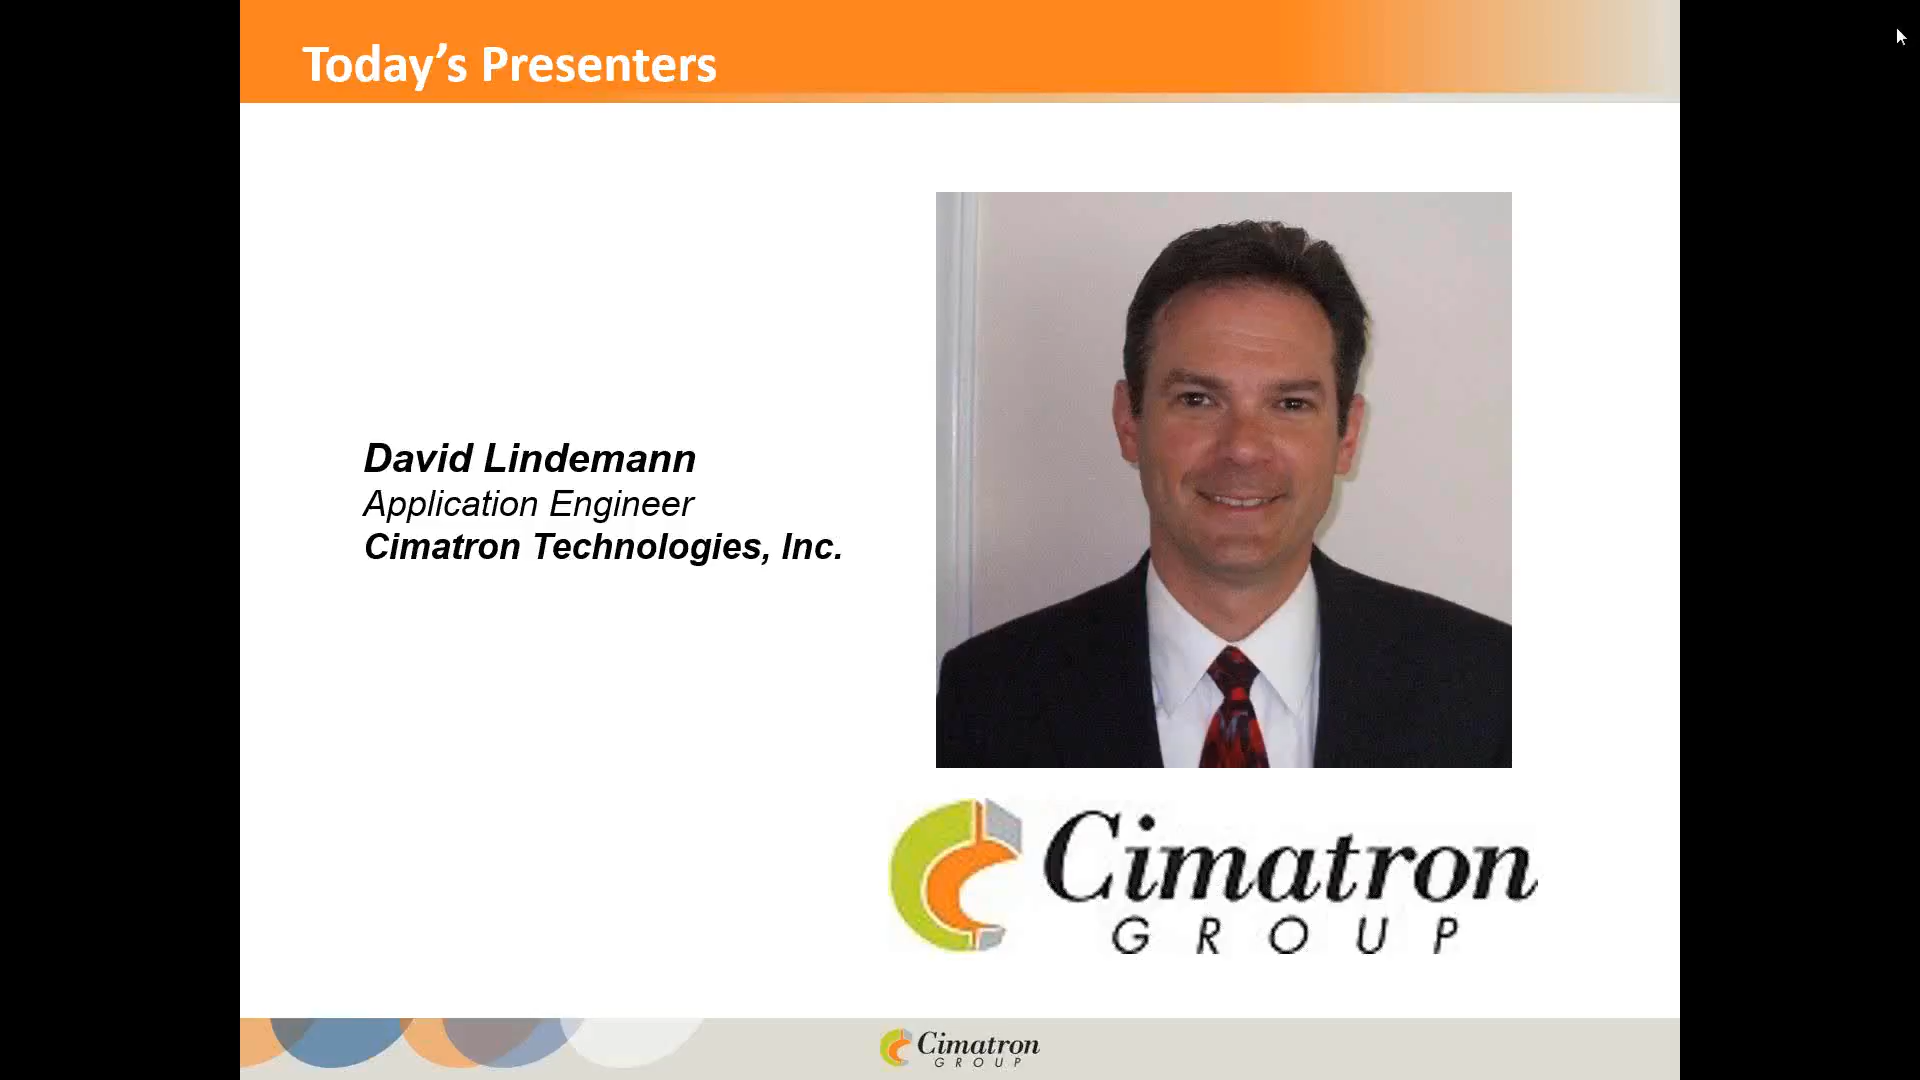 Today’s Presenters
David Lindemann
Application Engineer
Cimatron Technologies, Inc.
Cimatron
GROUP
Cimatron
GROUP